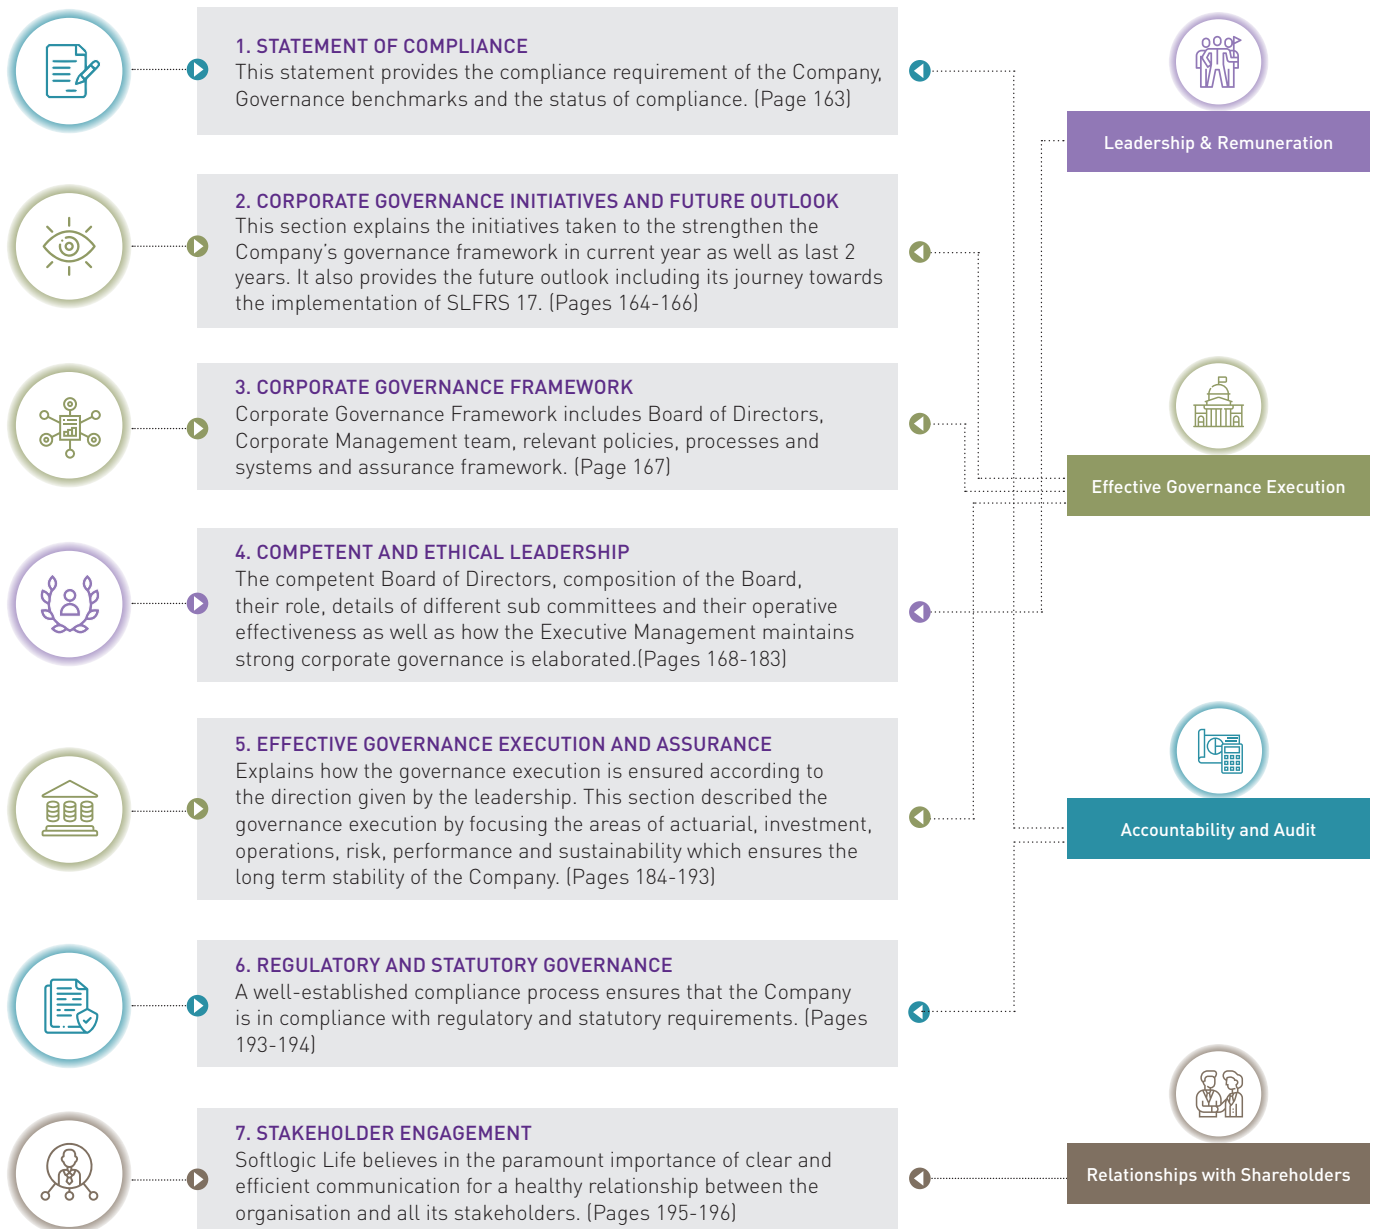 1. STATEMENT OF COMPLIANCE
This statement provides the compliance requirement of the Company,
Governance benchmarks and the status of compliance. (Page 163)
2. CORPORATE GOVERNANCE INITIATIVES AND FUTURE OUTLOOK
This section explains the initiatives taken to the strengthen the
Company's governance framework in current year as well as last 2
years. It also provides the future outlook including its journey towards
the implementation of SLFRS 17. (Pages 164-166)
3. CORPORATE GOVERNANCE FRAMEWORK
Corporate Governance Framework includes Board of Directors,
Corporate Management team, relevant policies, processes and
systems and assurance framework. (Page 167)
4. COMPETENT AND ETHICAL LEADERSHIP
The competent Board of Directors, composition of the Board,
their role, details of different sub committees and their operative
effectiveness as well as how the Executive Management maintains
strong corporate governance is elaborated.(Pages 168-183)
5. EFFECTIVE GOVERNANCE EXECUTION AND ASSURANCE
Explains how the governance execution is ensured according to
the direction given by the leadership. This section described the
governance execution by focusing the areas of actuarial, investment,
operations, risk, performance and sustainability which ensures the
long term stability of the Company. (Pages 184-193)
6. REGULATORY AND STATUTORY GOVERNANCE
A well-established compliance process ensures that the Company
is in compliance with regulatory and statutory requirements. (Pages
193-194)
7. STAKEHOLDER ENGAGEMENT
Softlogic Life believes in the paramount importance of clear and
efficient communication for a healthy relationship between the
organisation and all its stakeholders. (Pages 195-196)
Leadership & Remuneration
Effective Governance Execution
Accountability and Audit
Relationships with Shareholders